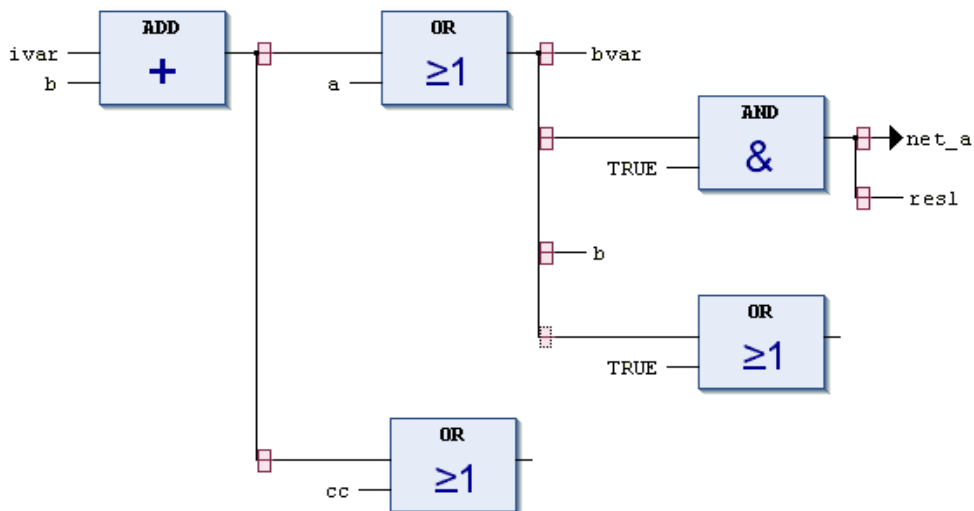 ADD
ivar
+
b
OR
≥1
a
bvar
AND
&
TRUE
net_a
resl
b
OR
≥1
TRUE
OR
≥1
cc